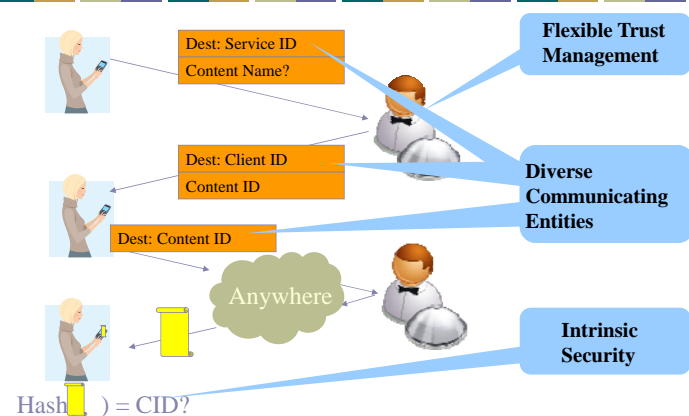 Dest: Service ID
Content Name?
Flexible Trust
Management
Dest: Client ID
Content ID
Diverse
Communicating
Entities
Dest: Content ID
Anywhere
Intrinsic
Security
Hash ) = CID?